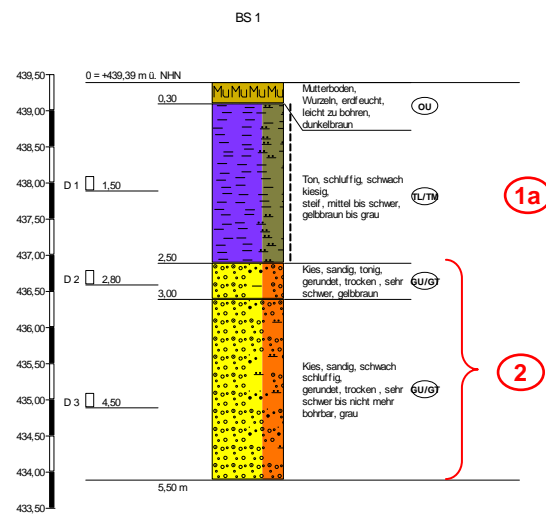 BS 1
439,50
0 = +439,39 m ü. NHN
0,30
Mu Mu Mu Mu
Mutterboden,
Wurzeln, erdfeucht,
leicht zu bohren,
dunkelbraun
OU
439,00
438,50
438,00
D 1 1,50
Ton, schluffig, schwach
kiesig,
steif, mittel bis schwer,
gelbbraun bis grau
TL/TM
1a
437,50
437,00
2,50
D 2 2,80
Kies, sandig, tonig,
gerundet, trocken , sehr
schwer, gelbbraun
GU/GT
436,50
3,00
436,00
435,50
Kies, sandig, schwach
schluffig,
gerundet, trocken , sehr
schwer bis nicht mehr
bohrbar, grau
GU/GT
2
435,00
D 3 4,50
434,50
434,00
5,50 m
433,50